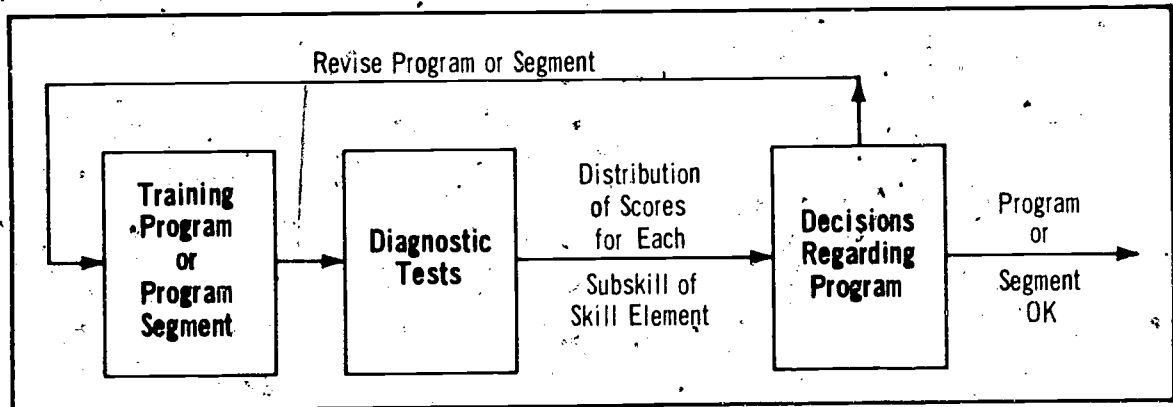 Revise Program or Segment
Training
Program
or
Program
Segment
Diagnostic
Tests
Distribution
of Scores
for Each
Subskill of
Skill Element
Decisions
Regarding
Program
Program
or
Segment
OK